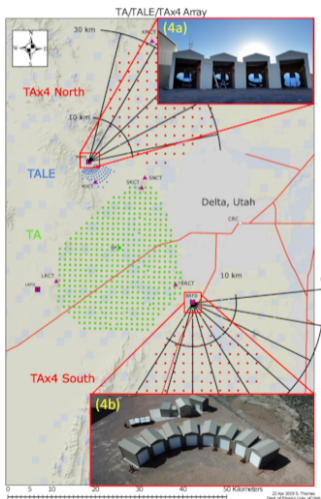 TA/TALE/TAx4 Array
30 km
(4a)
TAx4 North
10 km
TALE
SNCT
SKCT
Delta, Utah
TA
CRC
10 km
LRCT
BRCT
TAx4 South
(4b)
0 5 10 20 30 40 50 Kilometers